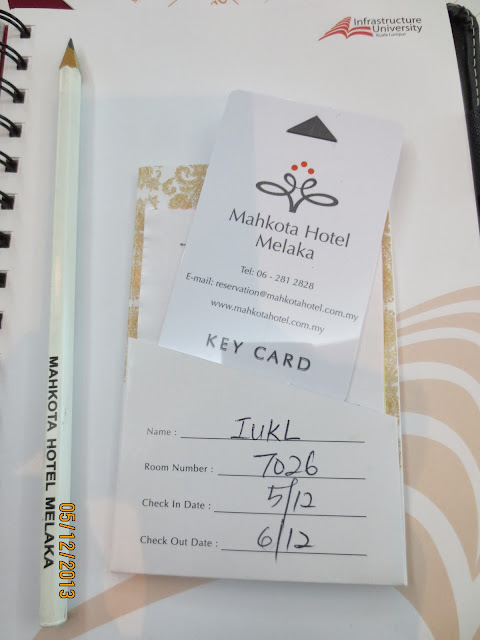 Infrastructure
University
Kuala Lumpur
Mahkota Hotel
Melaka
Tel: 06 - 281 2828
E-mail: reservation@mahkotahotel.com.my
www.mahkotahotel.com.my
KEY CARD
Name : IUKL
Room Number : 7026
Check In Date : 5/12
Check Out Date : 6/12
MAHKOTA HOTEL MELAKA
05/12/2013